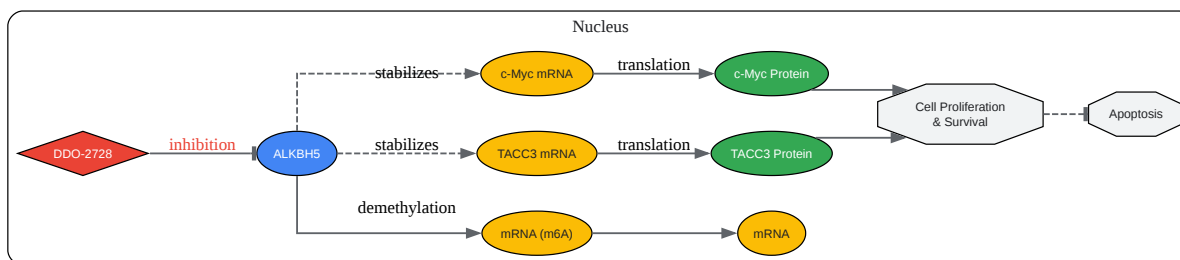 Nucleus
stabilizes
c-Myc mRNA
translation
c-Myc Protein
Cell Proliferation
& Survival
Apoptosis
DDO-2728
inhibition
ALKBH5
stabilizes
TACC3 mRNA
translation
TACC3 Protein
demethylation
mRNA (m6A)
mRNA